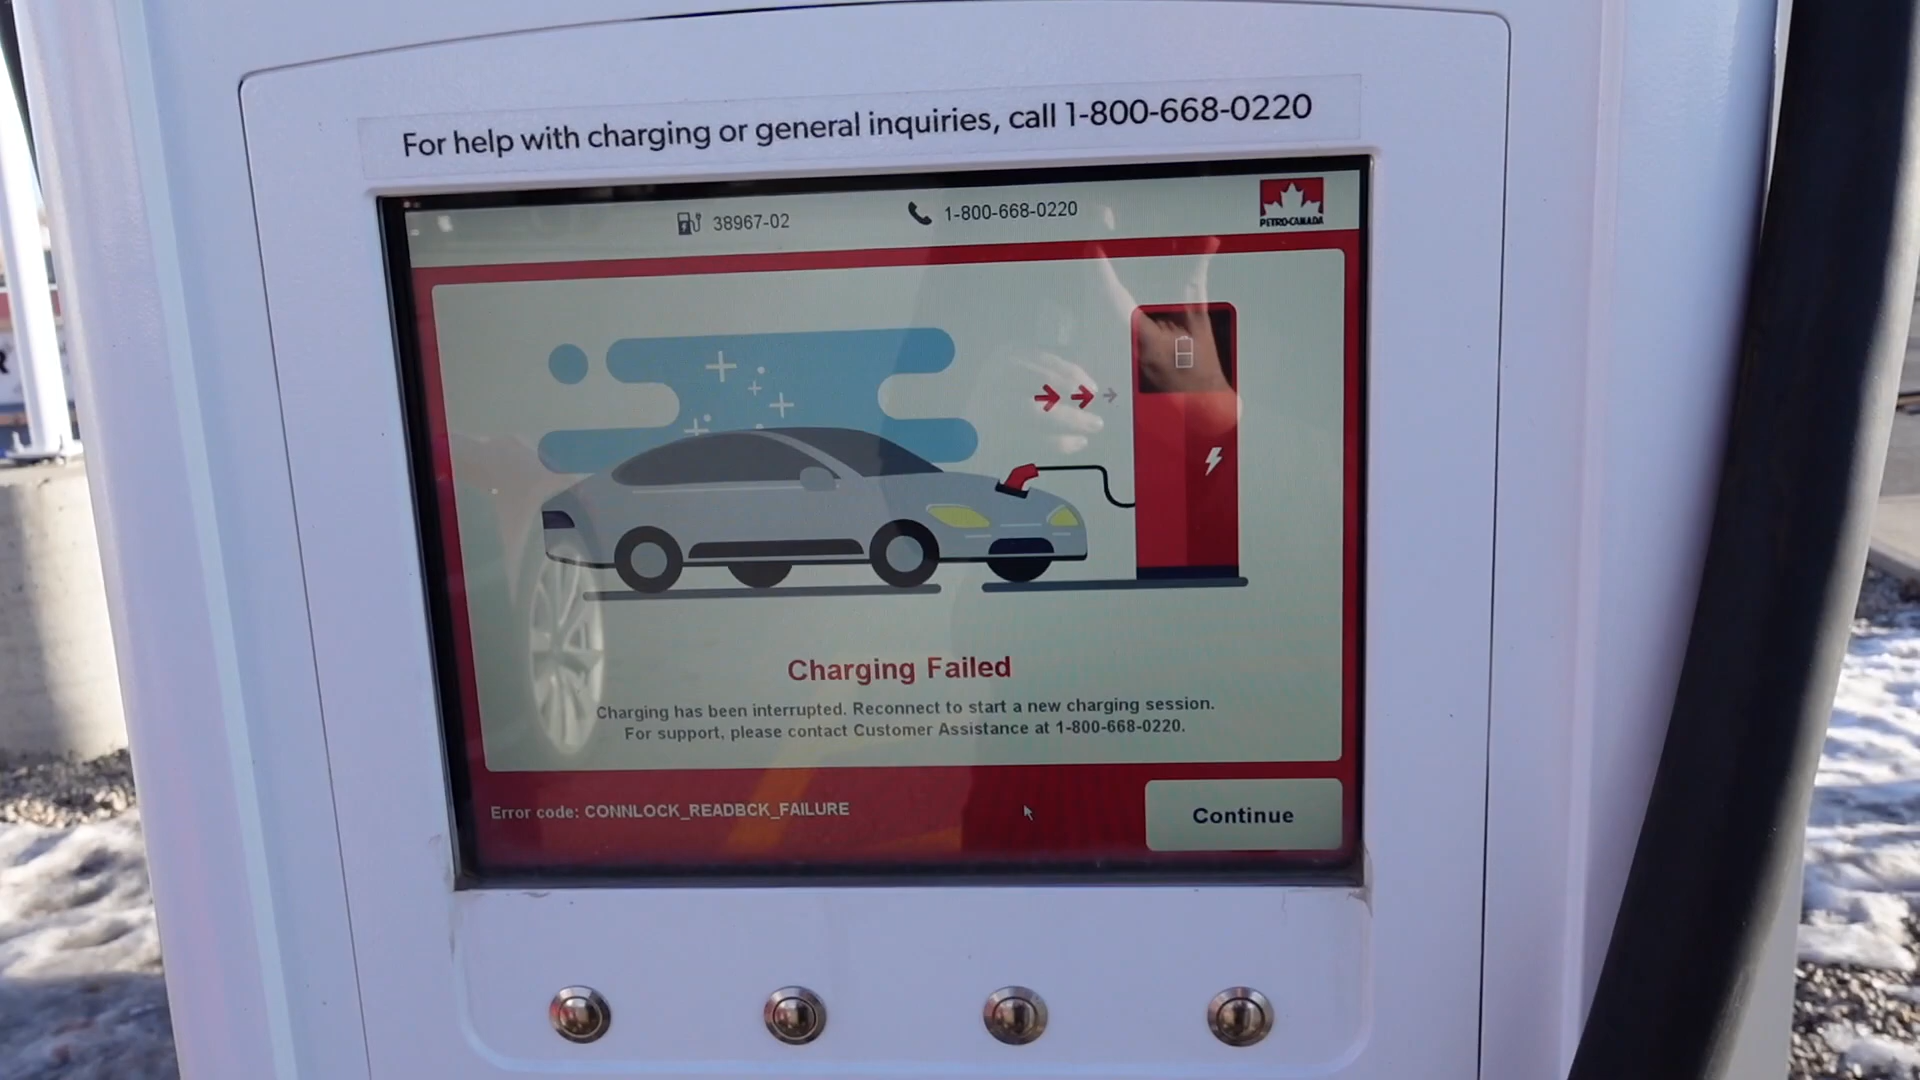 For help with charging or general inquiries, call 1-800-668-0220
38967-02
1-800-668-0220
PETRO-CANADA
Charging Failed
Charging has been interrupted. Reconnect to start a new charging session.
For support, please contact Customer Assistance at 1-800-668-0220.
Error code: CONNLOCK_READBCK_FAILURE
Continue